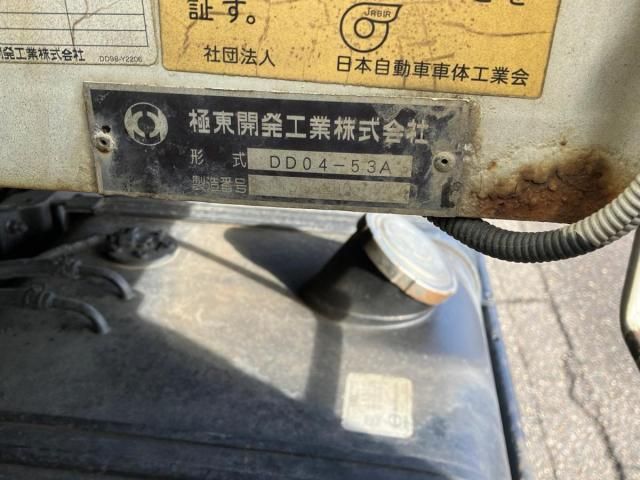 証す。
JABIA
社団法人
日本自動車車体工業会
開発工業株式会社
DD98-Y2206
極東開発工業株式会社
形式 DD04-53A
製造番号